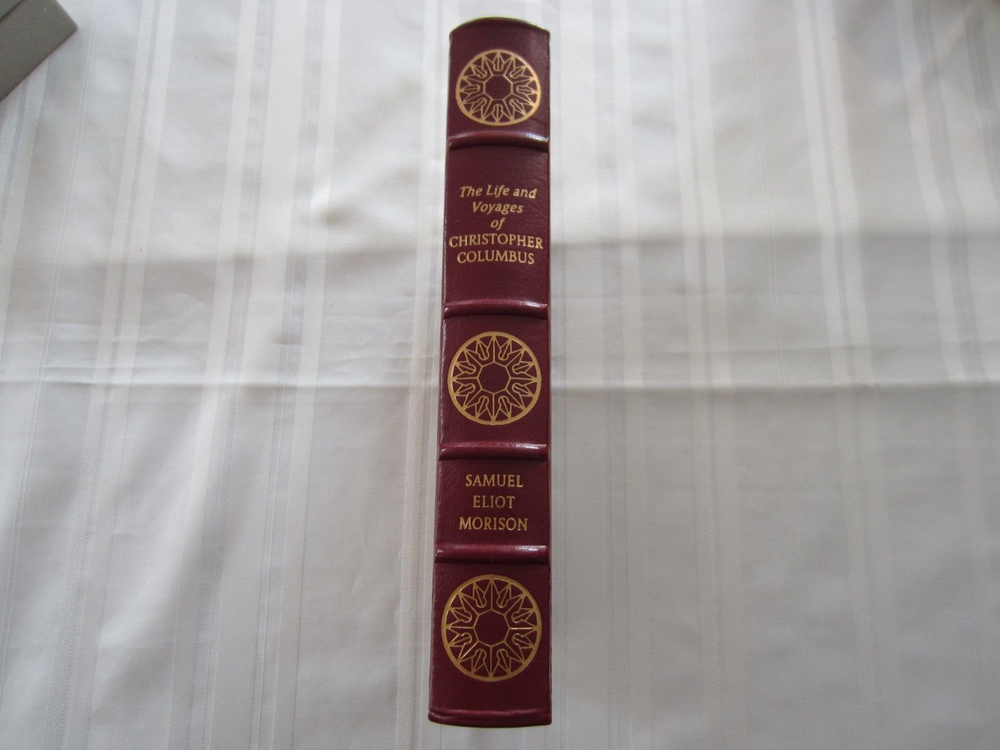 The Life and
Voyages
of
CHRISTOPHER
COLUMBUS
SAMUEL
ELIOT
MORISON